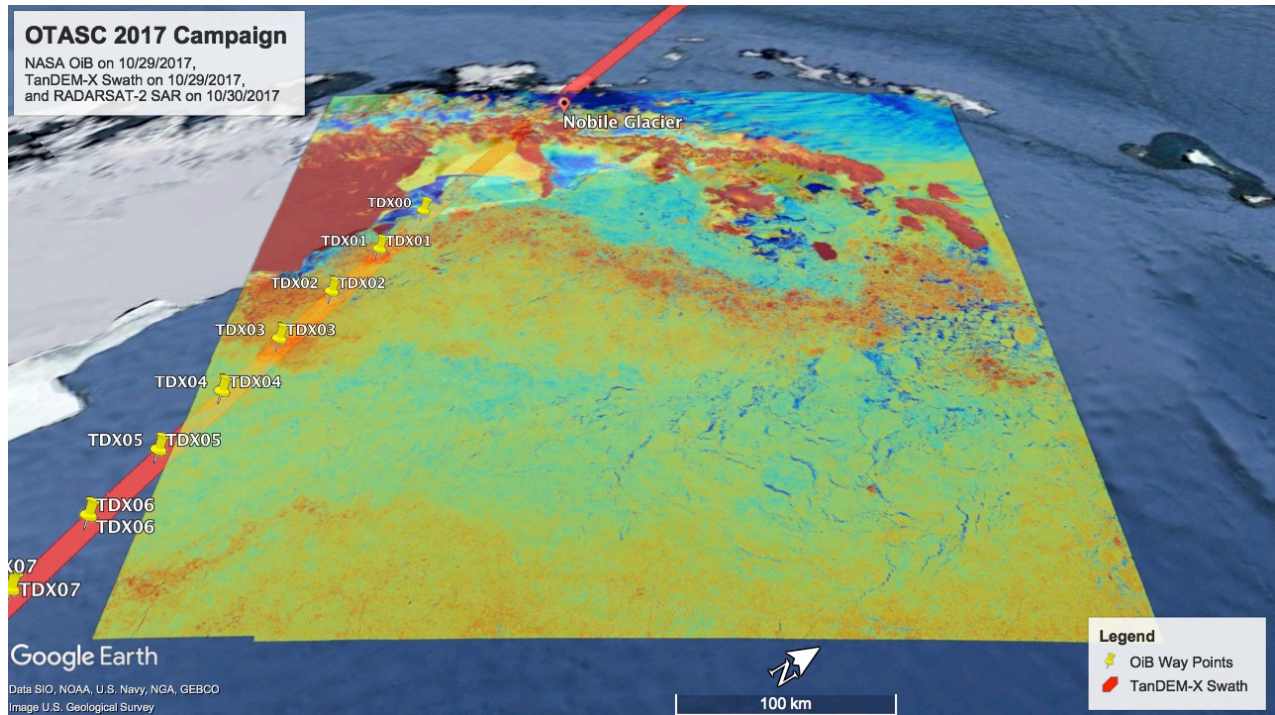 OTASC 2017 Campaign
NASA OiB on 10/29/2017,
TanDEM-X Swath on 10/29/2017,
and RADARSAT-2 SAR on 10/30/2017
Nobile Glacier
TDX00
TDX01 TDX01
TDX02 TDX02
TDX03 TDX03
TDX04 TDX04
TDX05 TDX05
TDX06
TDX06
X07
TDX07
Google Earth
Data SIO, NOAA, U.S. Navy, NGA, GEBCO
Image U.S. Geological Survey
N
100 km
Legend
OiB Way Points
TanDEM-X Swath